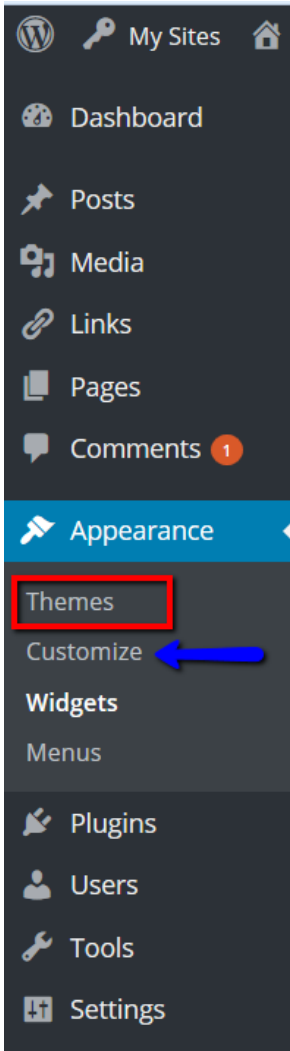 My Sites
Dashboard
Posts
Media
Links
Pages
Comments 1
Appearance
Themes
Customize
Widgets
Menus
Plugins
Users
Tools
Settings